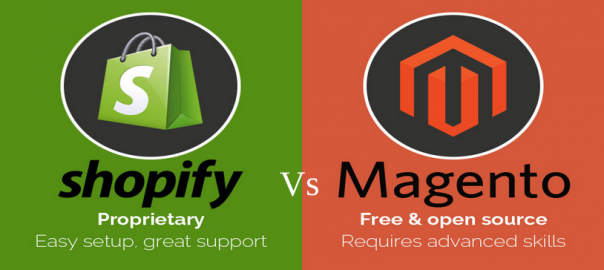 S
shopify Vs Magento
Proprietary
Easy setup, great support
Free & open source
Requires advanced skills